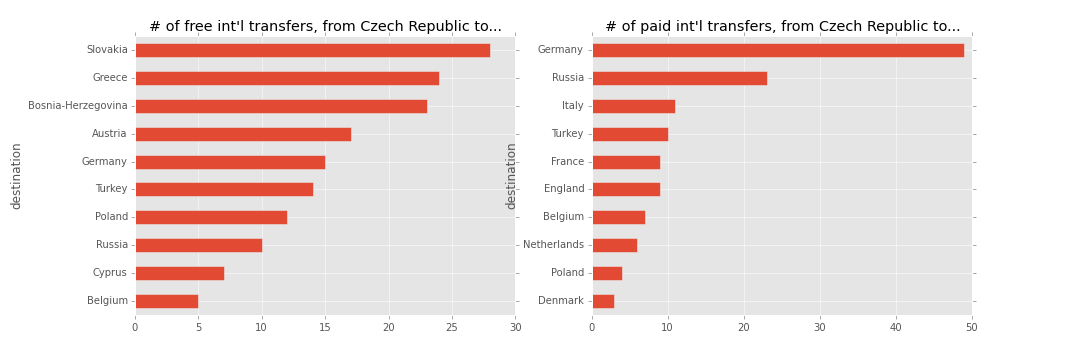 # of free int'l transfers, from Czech Republic to...
destination
Slovakia
Greece
Bosnia-Herzegovina
Austria
Germany
Turkey
Poland
Russia
Cyprus
Belgium
0 5 10 15 20 25 30
# of paid int'l transfers, from Czech Republic to...
destination
Germany
Russia
Italy
Turkey
France
England
Belgium
Netherlands
Poland
Denmark
0 10 20 30 40 50